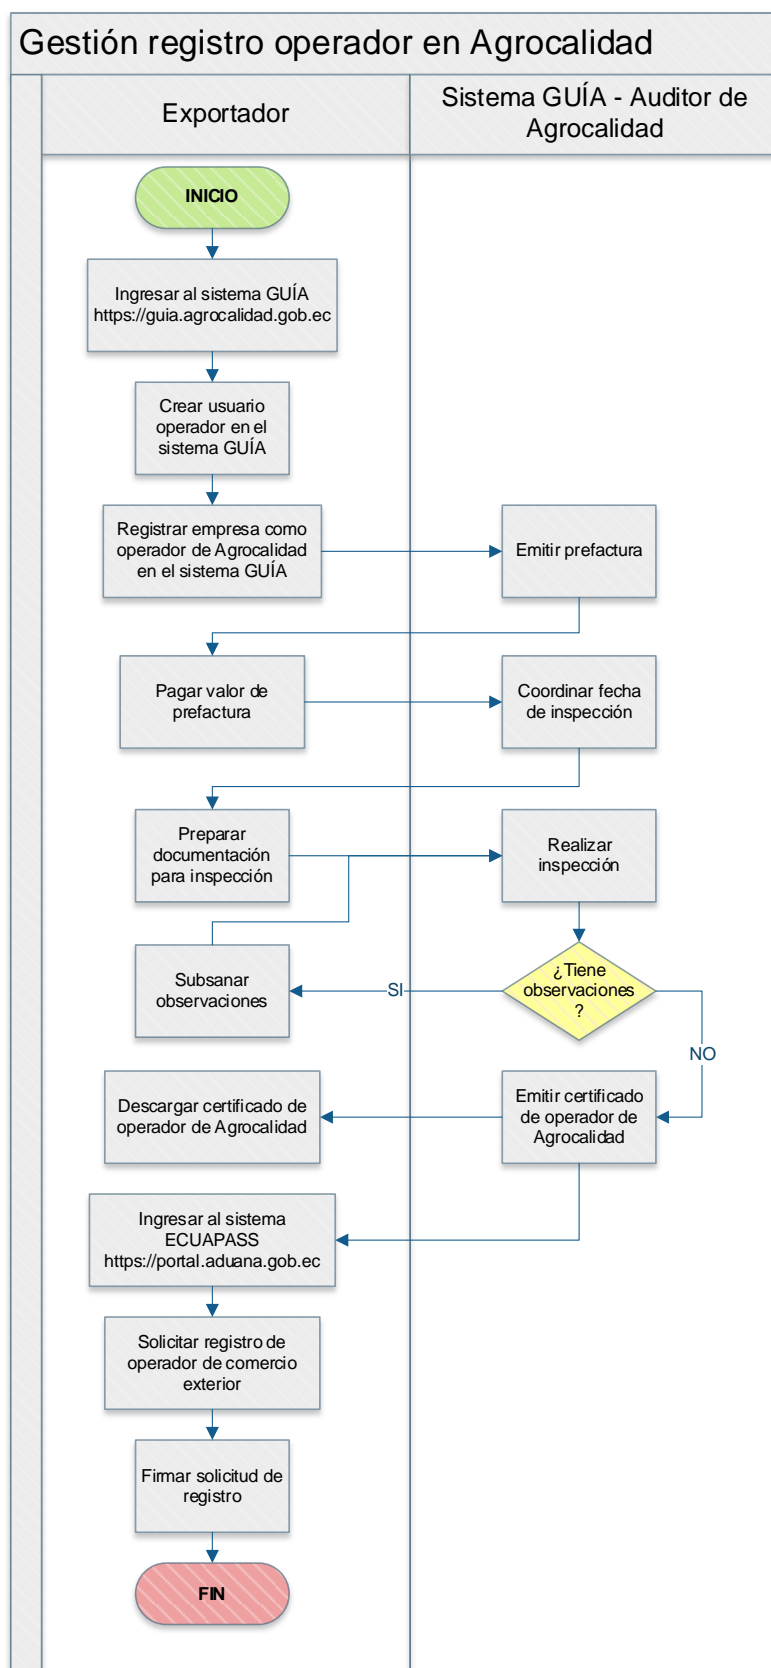 Gestión registro operador en Agrocalidad
Exportador
Sistema GUÍA - Auditor de
Agrocalidad
INICIO
Ingresar al sistema GUÍA
https://guia.agrocalidad.gob.ec
Crear usuario
operador en el
sistema GUÍA
Registrar empresa como
operador de Agrocalidad
en el sistema GUÍA
Emitir prefactura
Pagar valor de
prefactura
Coordinar fecha
de inspección
Preparar
documentación
para inspección
Realizar
inspección
¿Tiene
observaciones
?
SI
Subsanar
observaciones
NO
Emitir certificado
de operador de
Agrocalidad
Descargar certificado de
operador de Agrocalidad
Ingresar al sistema
ECUAPASS
https://portal.aduana.gob.ec
Solicitar registro de
operador de comercio
exterior
Firmar solicitud de
registro
FIN